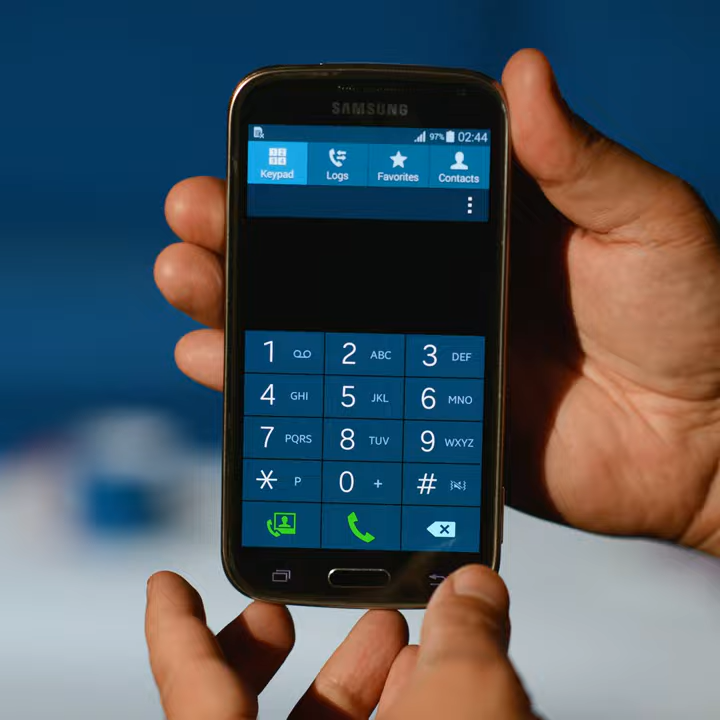 SAMSUNG
97% 02:44
Keypad Logs Favorites Contacts
1 2 ABC 3 DEF
4 GHI 5 JKL 6 MNO
7 PQRS 8 TUV 9 WXYZ
* P 0 + #